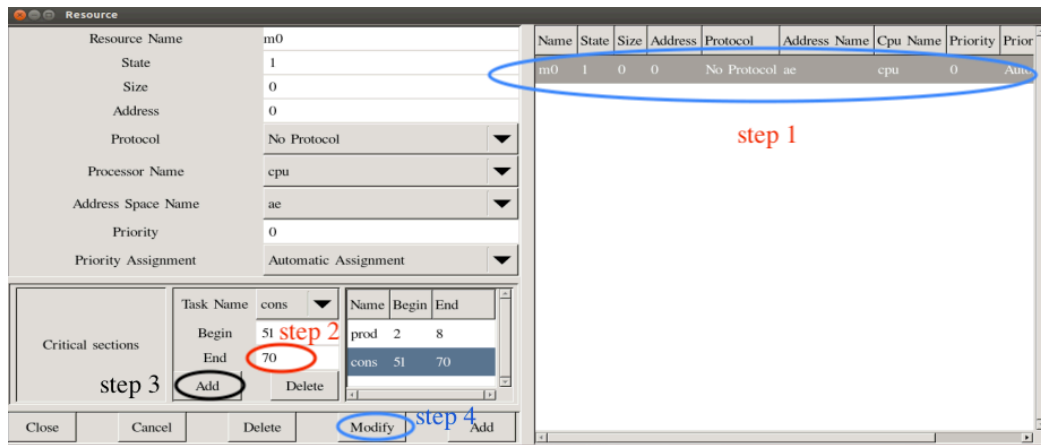 Resource
Resource Name m0
State 1
Size 0
Address 0
Protocol No Protocol
Processor Name cpu
Address Space Name ae
Priority 0
Priority Assignment Automatic Assignment
Critical sections
Task Name cons
Begin 51
End 70
Add Delete
step 2
step 3
Name Begin End
prod 2 8
cons 51 70
Close Cancel Delete Modify Add
step 4
Name State Size Address Protocol Address Name Cpu Name Priority Prior
m0 1 0 0 No Protocol ae cpu 0 Auto
step 1